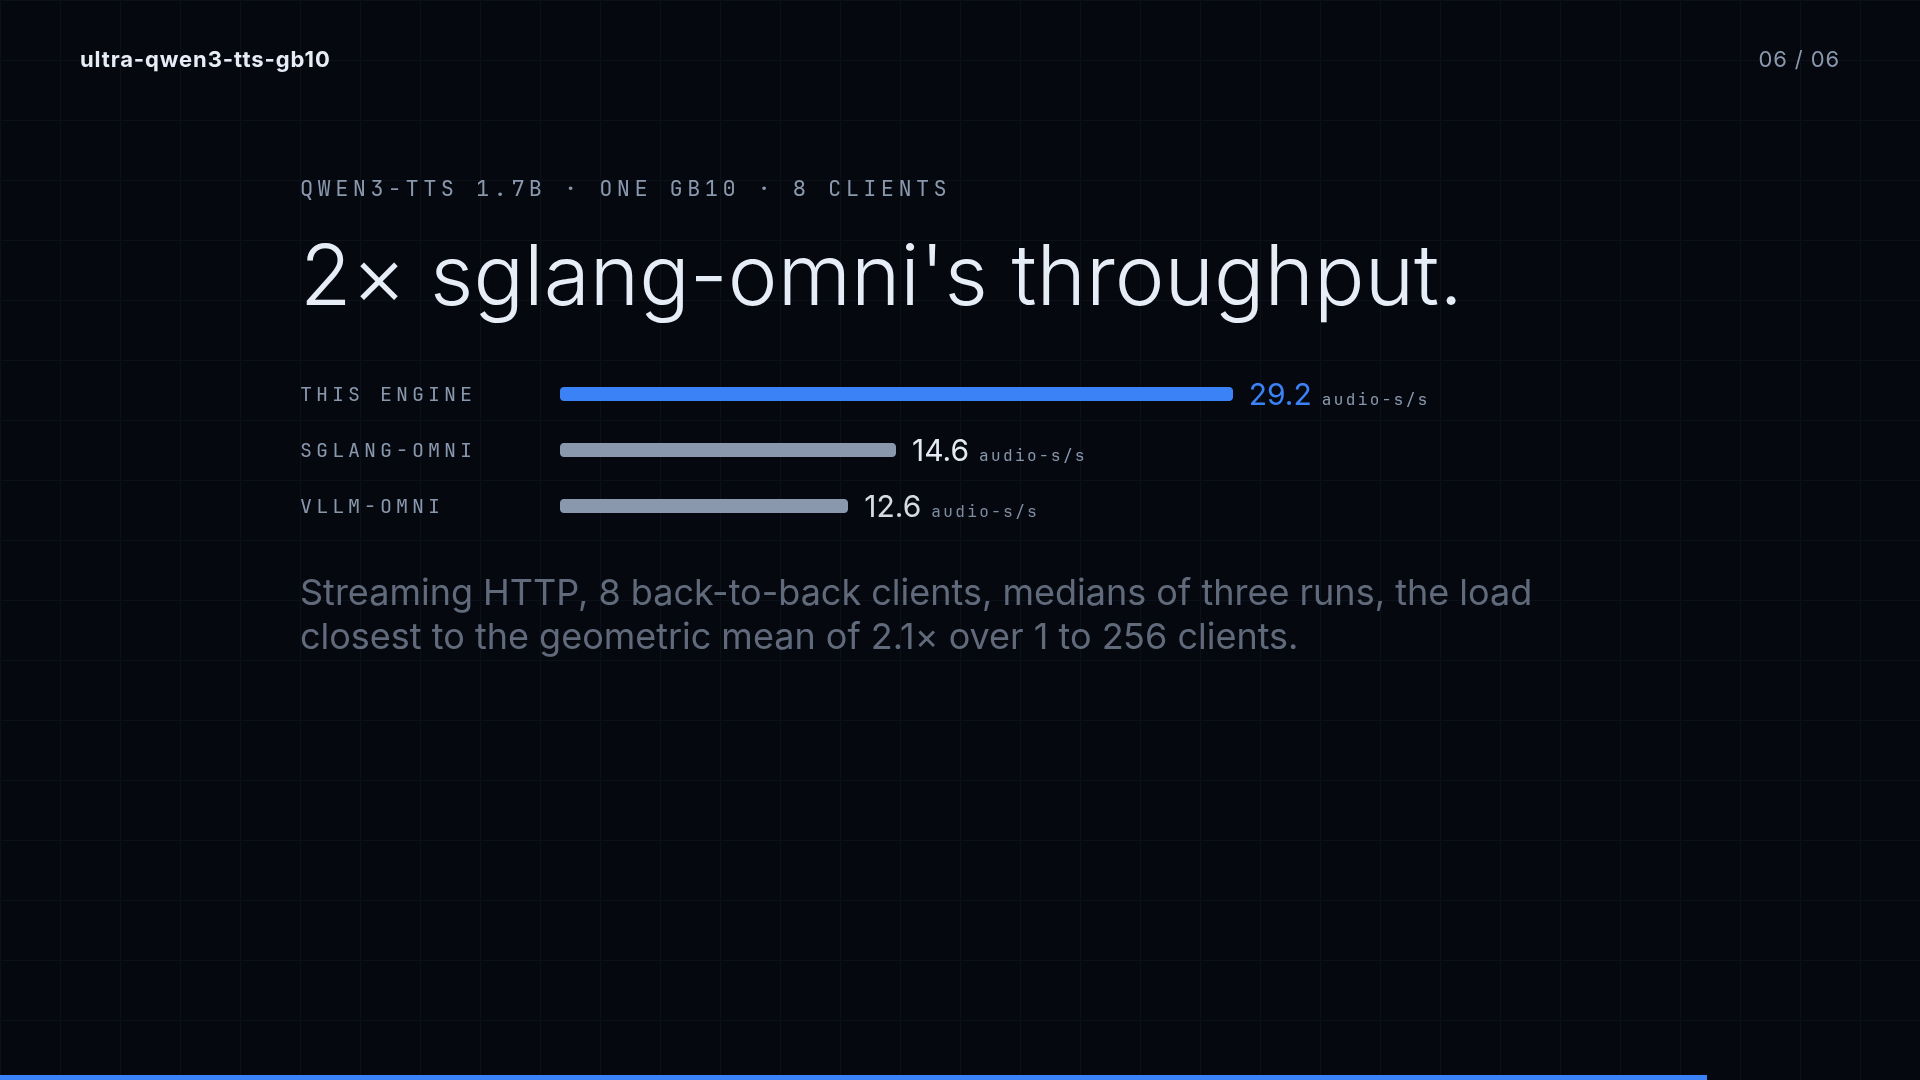 ultra-qwen3-tts-gb10
06 / 06
QWEN3-TTS 1.7B · ONE GB10 · 8 CLIENTS
2× sglang-omni's throughput.
THIS ENGINE 29.2 audio-s/s
SGLANG-OMNI 14.6 audio-s/s
VLLM-OMNI 12.6 audio-s/s
Streaming HTTP, 8 back-to-back clients, medians of three runs, the load
closest to the geometric mean of 2.1× over 1 to 256 clients.